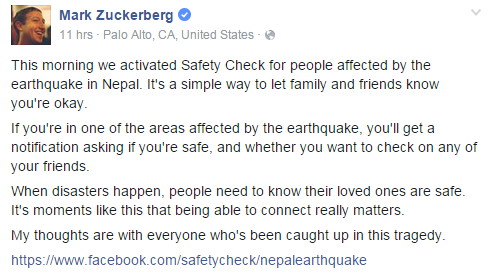 Mark Zuckerberg
11 hrs · Palo Alto, CA, United States ·
This morning we activated Safety Check for people affected by the
earthquake in Nepal. It's a simple way to let family and friends know
you're okay.
If you're in one of the areas affected by the earthquake, you'll get a
notification asking if you're safe, and whether you want to check on any of
your friends.
When disasters happen, people need to know their loved ones are safe.
It's moments like this that being able to connect really matters.
My thoughts are with everyone who's been caught up in this tragedy.
https://www.facebook.com/safetycheck/nepalearthquake